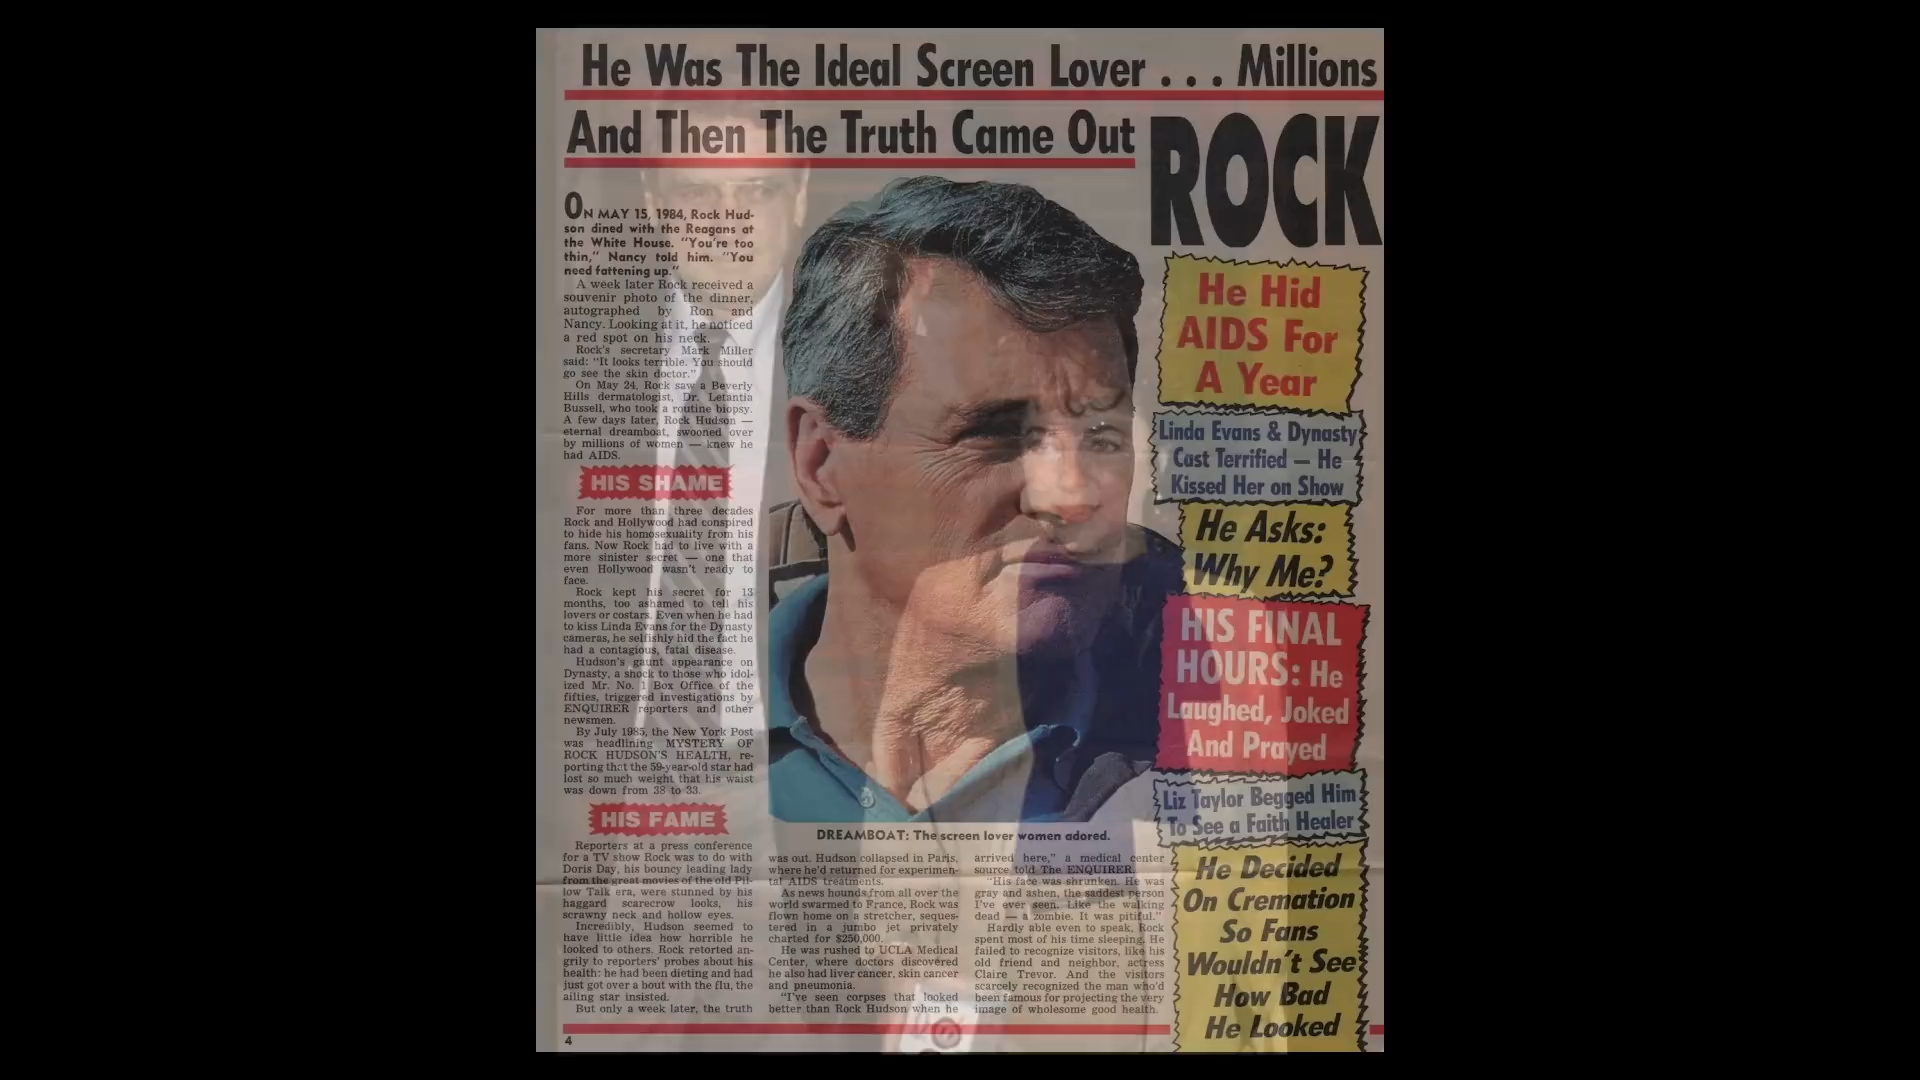 He Was The Ideal Screen Lover . . . Millions
And Then The Truth Came Out
ROCK
ON MAY 15, 1984, Rock Hud-
son dined with the Reagans at
the White House. "You're too
thin," Nancy told him. "You
need fattening up."
A week later Rock received a
souvenir photo of the dinner,
autographed by Ron and
Nancy. Looking at it, he noticed
a red spot on his neck.
Rock's secretary Mark Miller
said: "It looks terrible. You should
go see the skin doctor."
On May 24, Rock saw a Beverly
Hills dermatologist, Dr. Letantia
Bussell, who took a routine biopsy.
A few days later, Rock Hudson —
eternal dreamboat, swooned over
by millions of women — knew he
had AIDS.
HIS SHAME
For more than three decades
Rock and Hollywood had conspired
to hide his homosexuality from his
fans. Now Rock had to live with a
more sinister secret — one that
even Hollywood wasn't ready to
face.
Rock kept his secret for 13
months, too ashamed to tell his
lovers or costars. Even when he had
to kiss Linda Evans for the Dynasty
cameras, he selfishly hid the fact he
had a contagious, fatal disease.
Hudson's gaunt appearance on
Dynasty, a shock to those who idol-
ized Mr. No. 1 Box Office of the
fifties, triggered investigations by
ENQUIRER reporters and other
newsmen.
By July 1985, the New York Post
was headlining MYSTERY OF
ROCK HUDSON'S HEALTH, re-
porting that the 59-year-old star had
lost so much weight that his waist
was down from 38 to 33.
HIS FAME
Reporters at a press conference
for a TV show Rock was to do with
Doris Day, his bouncy leading lady
from the great movies of the old Pil-
low Talk era, were stunned by his
haggard scarecrow looks, his
scrawny neck and hollow eyes.
Incredibly, Hudson seemed to
have little idea how horrible he
looked to others. Rock retorted an-
grily to reporters' probes about his
health: he had been dieting and had
just got over a bout with the flu, the
ailing star insisted.
But only a week later, the truth
DREAMBOAT: The screen lover women adored.
was out. Hudson collapsed in Paris,
where he'd returned for experimen-
tal AIDS treatments.
As news hounds from all over the
world swarmed to France, Rock was
flown home on a stretcher, seques-
tered in a jumbo jet privately
charted for $250,000.
He was rushed to UCLA Medical
Center, where doctors discovered
he also had liver cancer, skin cancer
and pneumonia.
"I've seen corpses that looked
better than Rock Hudson when he
arrived here," a medical center
source told The ENQUIRER.
"His face was shrunken. He was
gray and ashen, the saddest person
I've ever seen. Like the walking
dead — a zombie. It was pitiful."
Hardly able even to speak, Rock
spent most of his time sleeping. He
failed to recognize visitors, like his
old friend and neighbor, actress
Claire Trevor. And the visitors
scarcely recognized the man who'd
been famous for projecting the very
image of wholesome good health.
He Hid
AIDS For
A Year
Linda Evans & Dynasty
Cast Terrified — He
Kissed Her on Show
He Asks:
Why Me?
HIS FINAL
HOURS: He
Laughed, Joked
And Prayed
Liz Taylor Begged Him
To See a Faith Healer
He Decided
On Cremation
So Fans
Wouldn't See
How Bad
He Looked
4